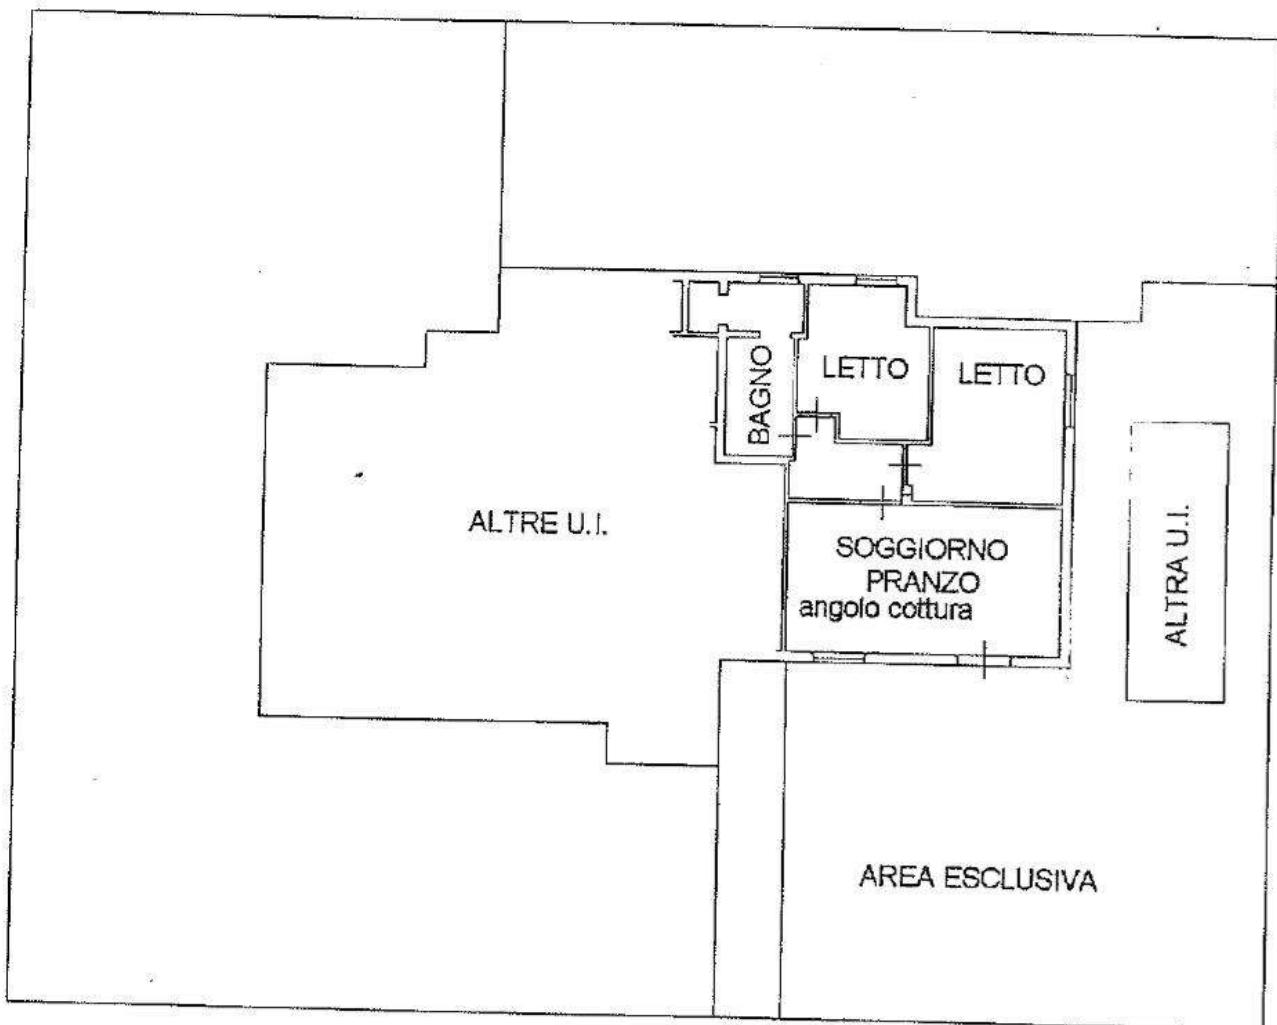 LETTO
LETTO
BAGNO
ALTRE U.I.
SOGGIORNO
PRANZO
angolo cottura
ALTRA U.I.
AREA ESCLUSIVA